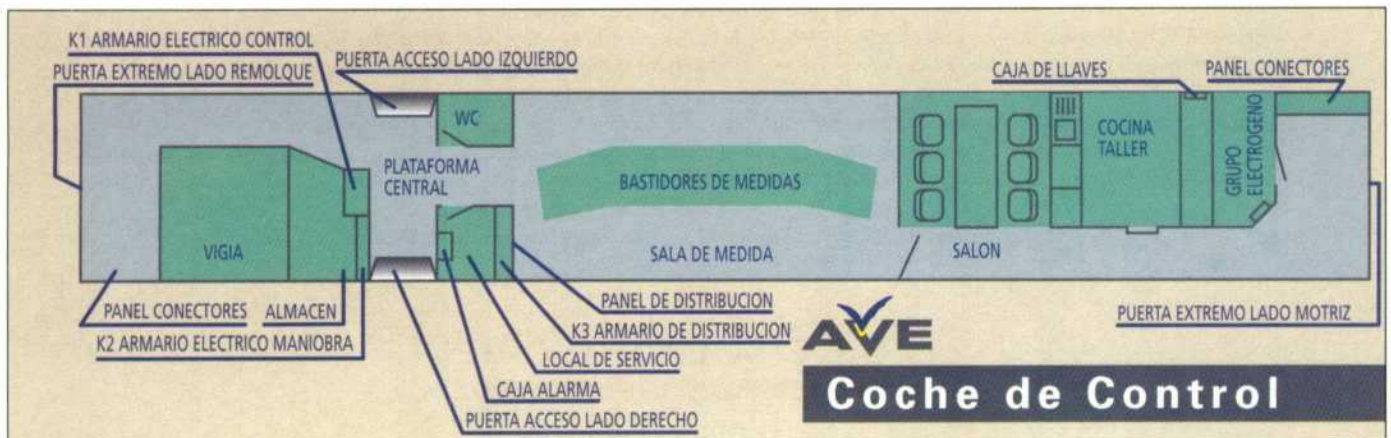 K1 ARMARIO ELECTRICO CONTROL
PUERTA EXTREMO LADO REMOLQUE
PUERTA ACCESO LADO IZQUIERDO
CAJA DE LLAVES
PANEL CONECTORES
WC
PLATAFORMA
CENTRAL
BASTIDORES DE MEDIDAS
COCINA
TALLER
GRUPO
ELECTROGENO
VIGIA
SALA DE MEDIDA
SALON
PANEL CONECTORES
ALMACEN
K2 ARMARIO ELECTRICO MANIOBRA
PANEL DE DISTRIBUCION
K3 ARMARIO DE DISTRIBUCION
LOCAL DE SERVICIO
CAJA ALARMA
PUERTA ACCESO LADO DERECHO
PUERTA EXTREMO LADO MOTRIZ
AVE
Coche de Control